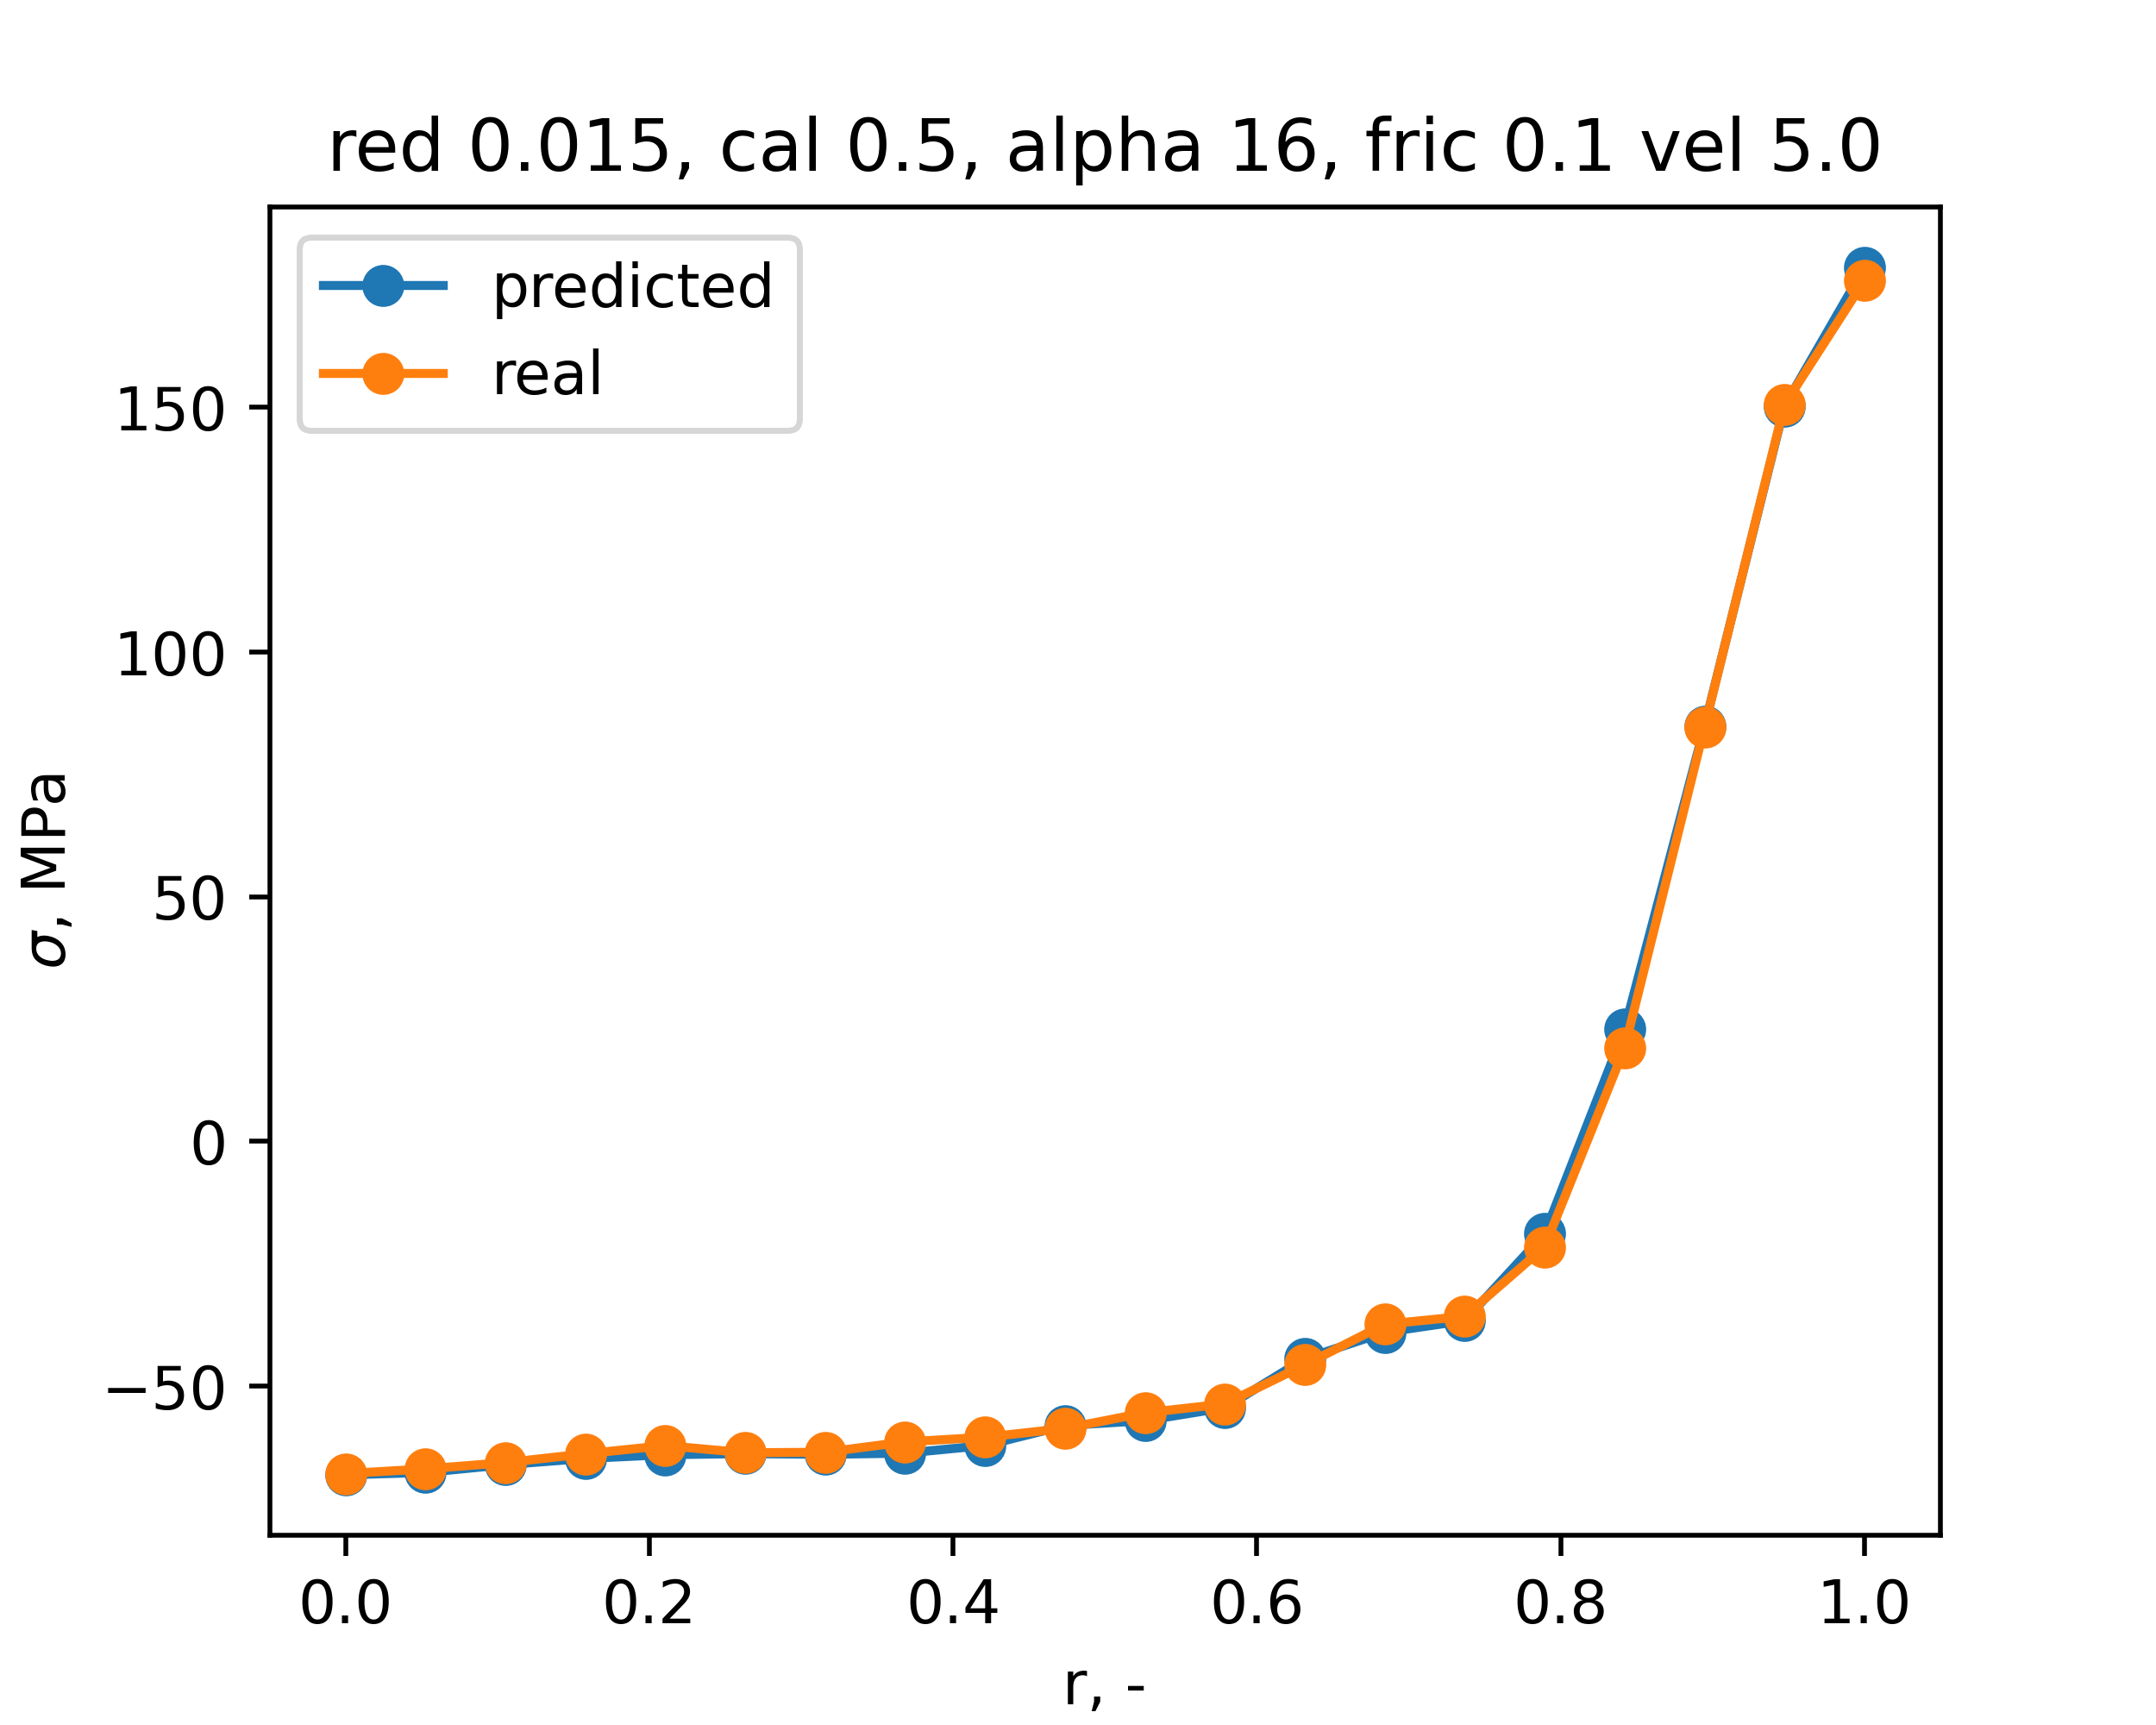 red 0.015, cal 0.5, alpha 16, fric 0.1 vel 5.0
predicted
real
150
100
50
0
−50
σ, MPa
0.0 0.2 0.4 0.6 0.8 1.0
r, -